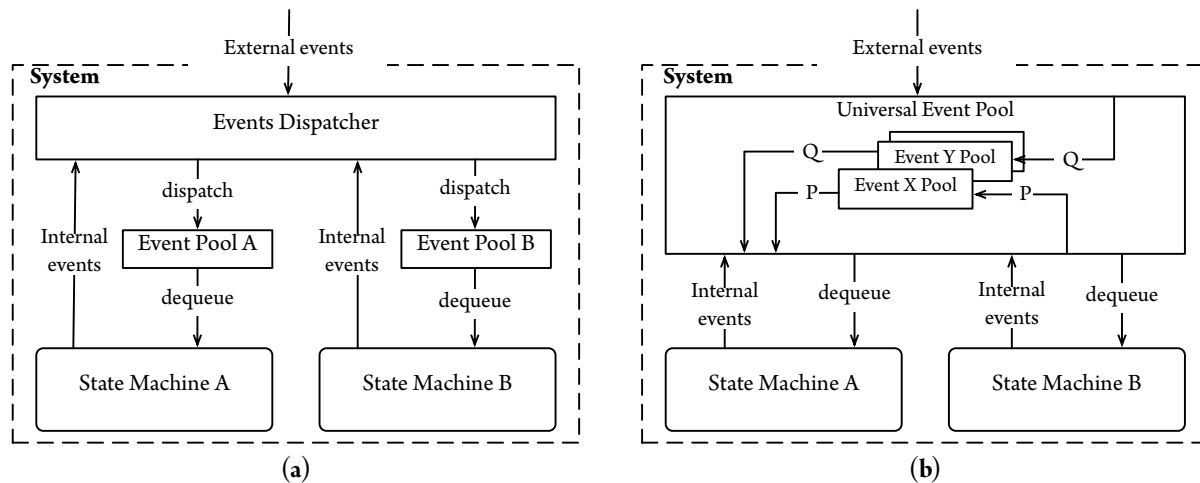 External events
System
Events Dispatcher
dispatch
dispatch
Internal
events
Event Pool A
Internal
events
Event Pool B
dequeue
dequeue
State Machine A
State Machine B
(a)
External events
System
Universal Event Pool
Q
Event Y Pool
Q
P
Event X Pool
P
Internal
events
dequeue
Internal
events
dequeue
State Machine A
State Machine B
(b)